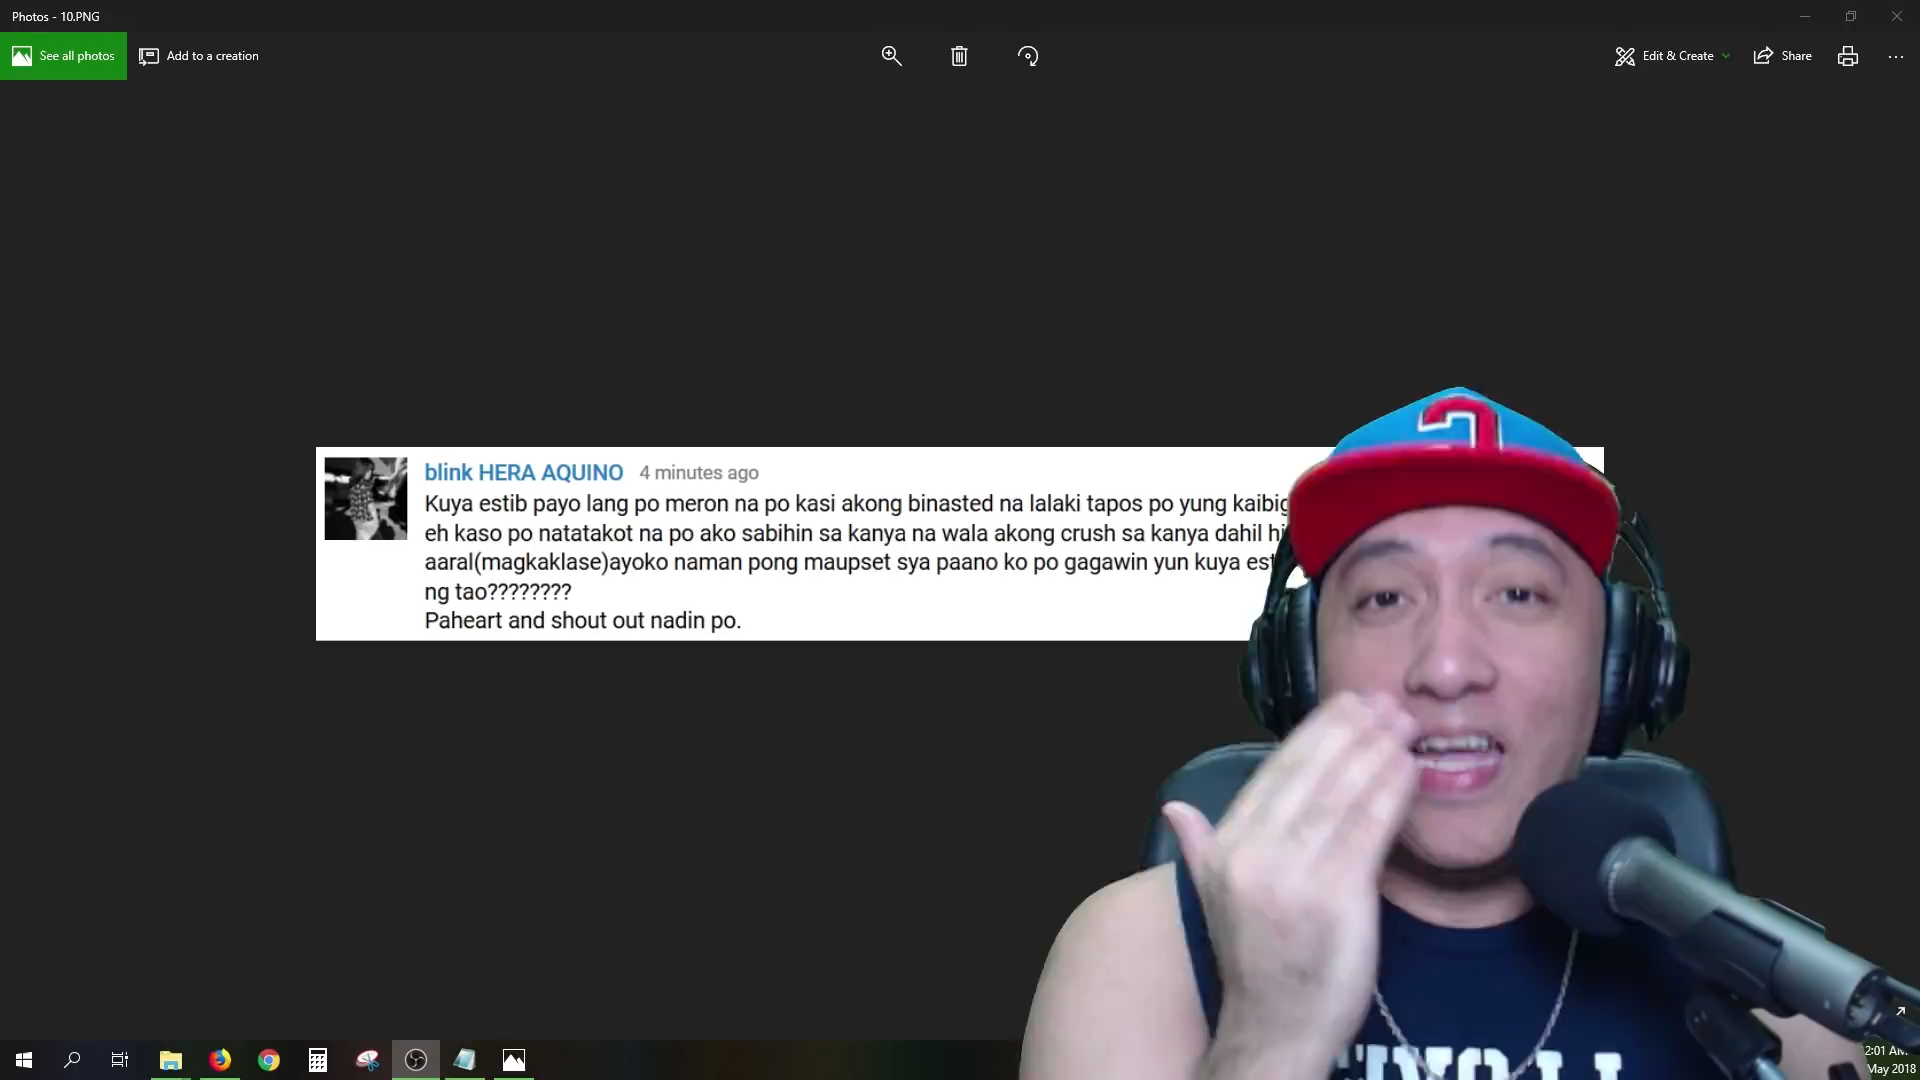 Photos - 10.PNG
See all photos
Add to a creation
Edit & Create
Share
blink HERA AQUINO 4 minutes ago
Kuya estib payo lang po meron na po kasi akong binasted na lalaki tapos po yung
eh kaso po natatakot na po ako sabihin sa kanya na wala akong crush sa kanya dahil
aaral(magkaklase)ayoko naman pong maupset sya paano ko po gagawin yun kuya
ng tao????????
Paheart and shout out nadin po.
2:01 AM
May 2018